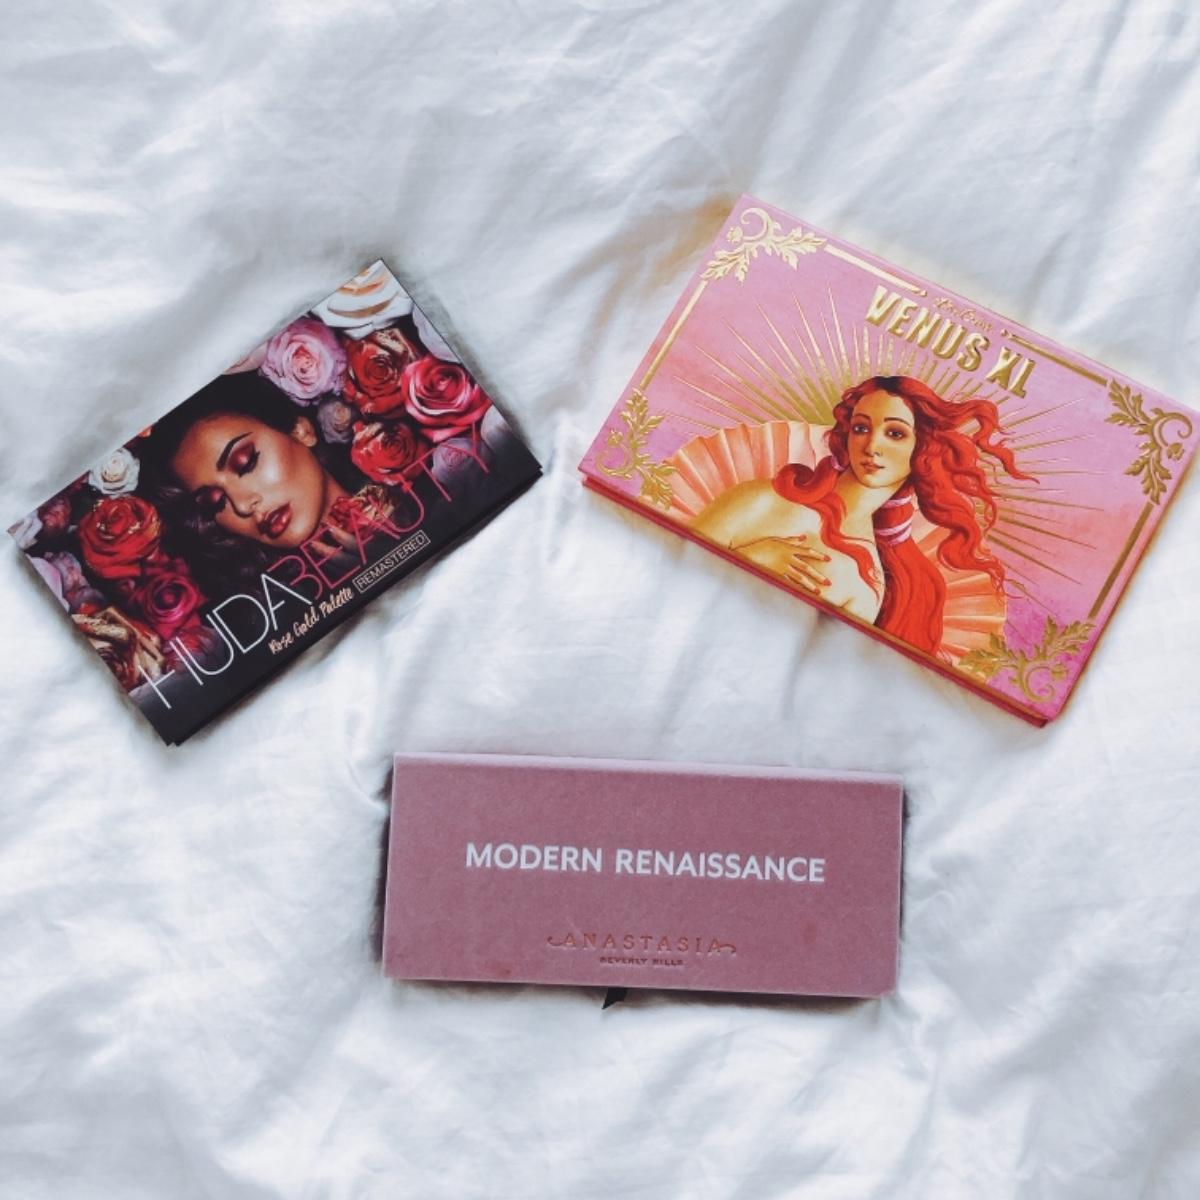 HUDABEAUTY
Rose Gold Palette REMASTERED
VENUS XL
MODERN RENAISSANCE
ANASTASIA
BEVERLY HILLS